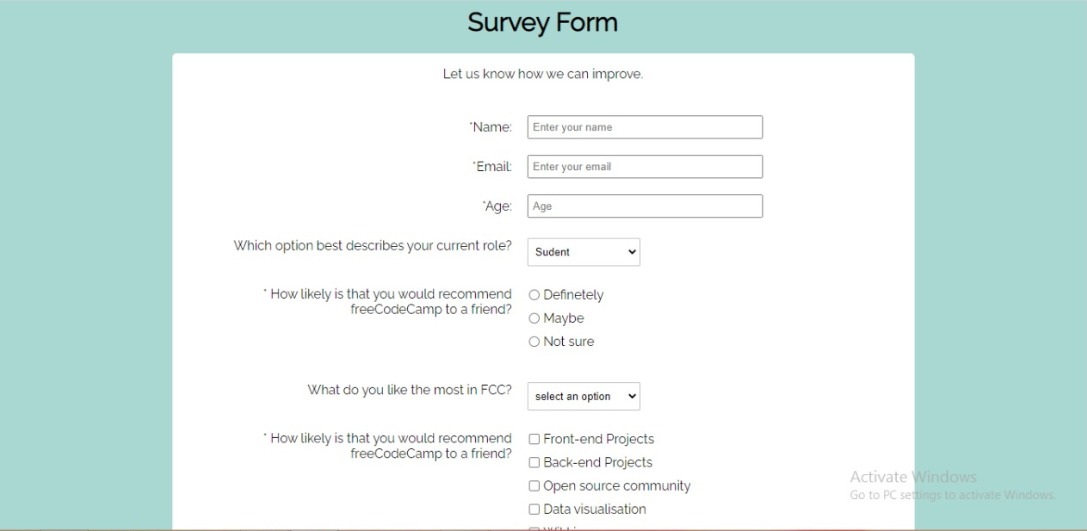 Survey Form
Let us know how we can improve.
*Name:
Enter your name
*Email:
Enter your email
*Age:
Age
Which option best describes your current role?
Sudent
* How likely is that you would recommend
freeCodeCamp to a friend?
Definetely
Maybe
Not sure
What do you like the most in FCC?
select an option
* How likely is that you would recommend
freeCodeCamp to a friend?
Front-end Projects
Back-end Projects
Open source community
Data visualisation
Activate Windows
Go to PC settings to activate Windows.